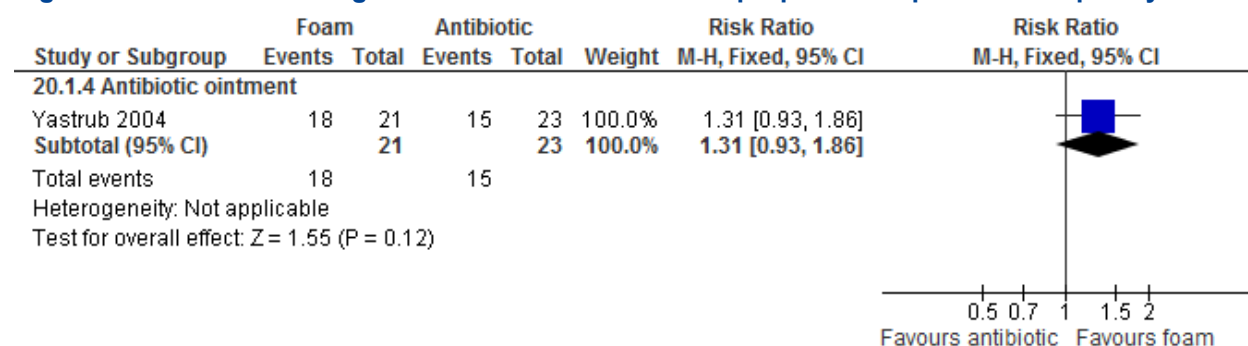 Foam Antibiotic Risk Ratio Risk Ratio
Study or Subgroup Events Total Events Total Weight M-H, Fixed, 95% CI M-H, Fixed, 95% CI
20.1.4 Antibiotic ointment
Yastrub 2004 18 21 15 23 100.0% 1.31 [0.93, 1.86]
Subtotal (95% CI) 21 23 100.0% 1.31 [0.93, 1.86]
Total events 18 15
Heterogeneity: Not applicable
Test for overall effect: Z = 1.55 (P = 0.12)
0.5 0.7 1 1.5 2
Favours antibiotic Favours foam